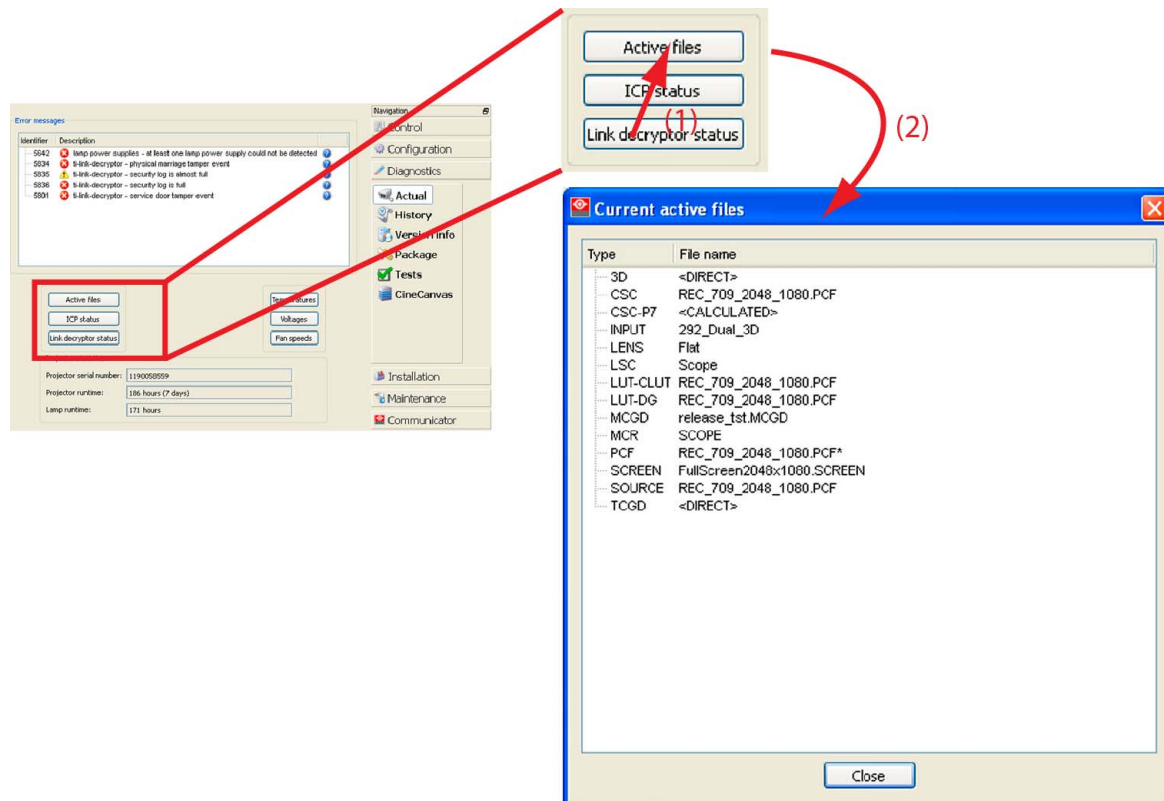 Error messages
Identifier Description
5642 lamp power supplies - at least one lamp power supply could not be detected
5834 ti-link-decryptor - physical marriage tamper event
5835 ti-link-decryptor - security log is almost full
5836 ti-link-decryptor - security log is full
5801 ti-link-decryptor - service door tamper event
Active files
ICP status
Link decryptor status
Temperatures
Voltages
Fan speeds
Projector serial number: 1190058559
Projector runtime: 186 hours (7 days)
Lamp runtime: 171 hours
Navigation
Control
Configuration
Diagnostics
Actual
History
Version info
Package
Tests
CineCanvas
Installation
Maintenance
Communicator
Active files
ICP status
Link decryptor status
(1)
(2)
Current active files
Type File name
3D <DIRECT>
CSC REC_709_2048_1080.PCF
CSC-P7 <CALCULATED>
INPUT 292_Dual_3D
LENS Flat
LSC Scope
LUT-CLUT REC_709_2048_1080.PCF
LUT-DG REC_709_2048_1080.PCF
MCGD release_tst.MCGD
MCR SCOPE
PCF REC_709_2048_1080.PCF*
SCREEN FullScreen2048x1080.SCREEN
SOURCE REC_709_2048_1080.PCF
TCGD <DIRECT>
Close